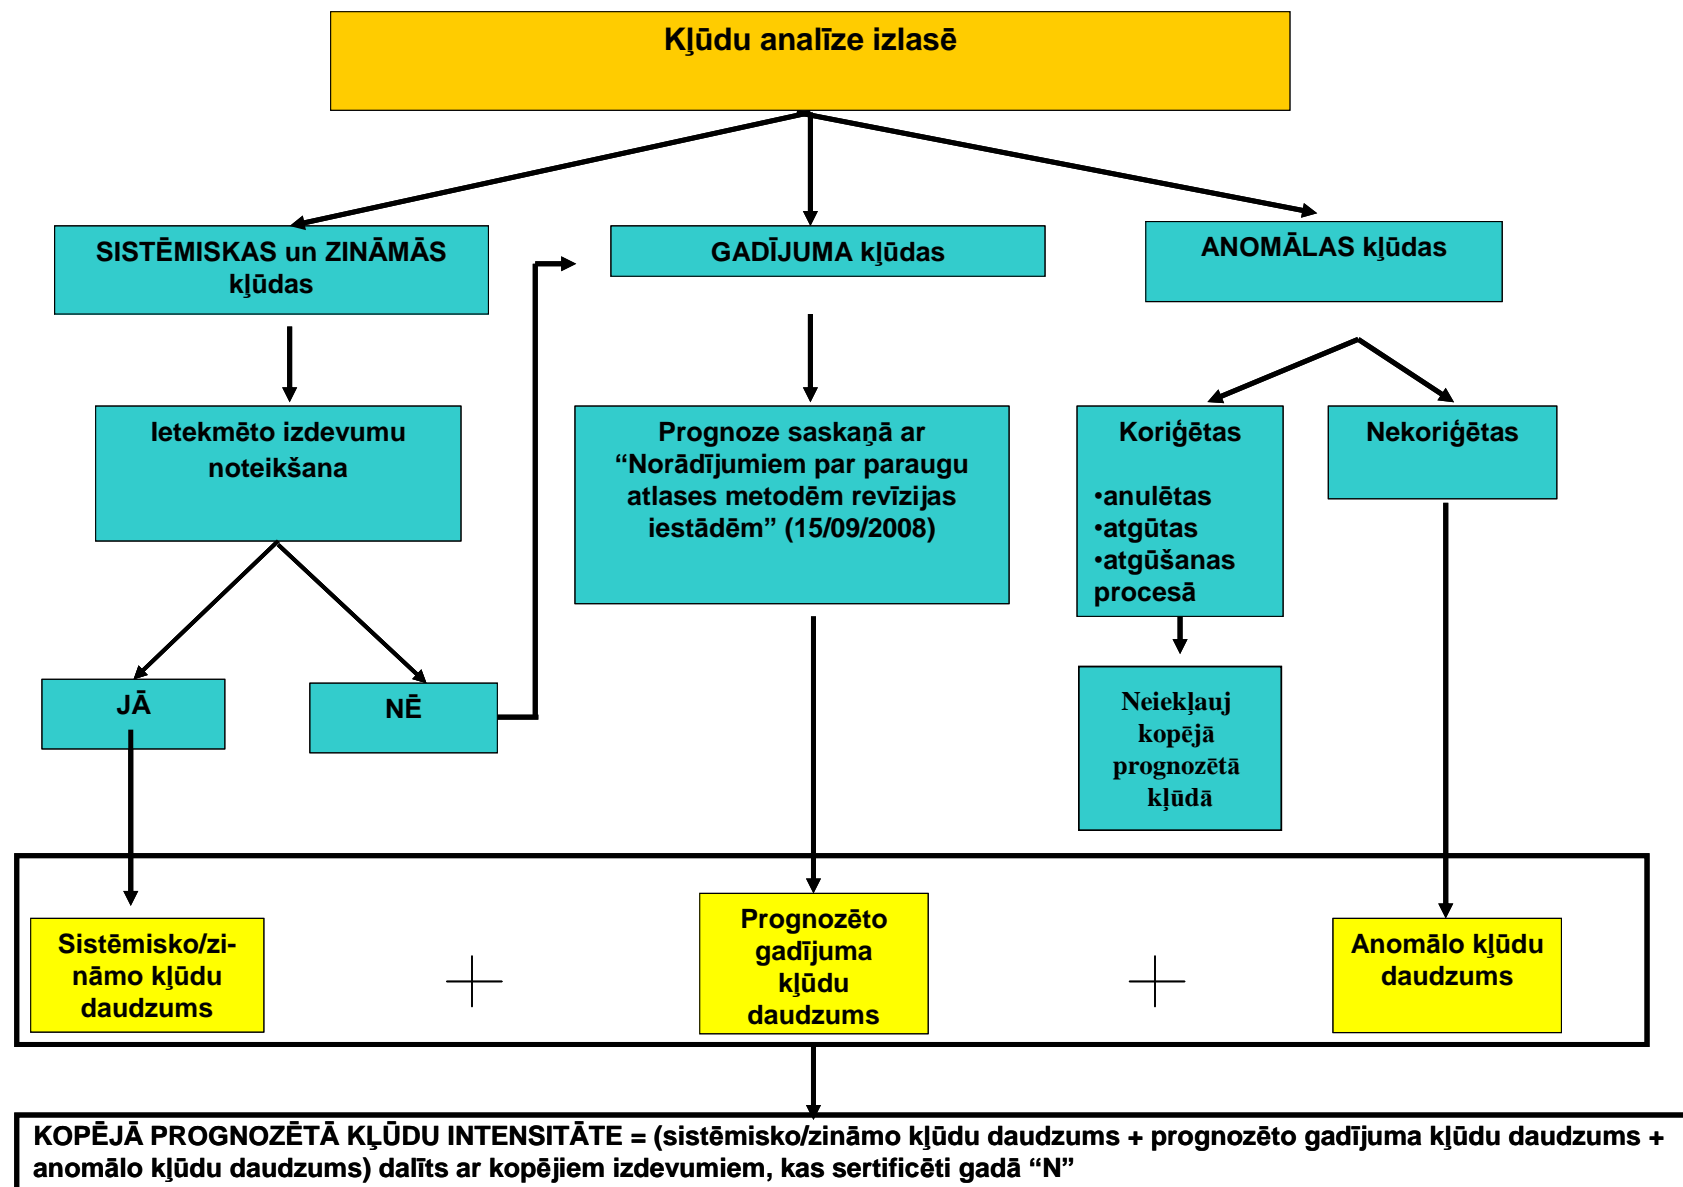 Kļūdu analīze izlasē
SISTĒMISKAS un ZINĀMĀS
kļūdas
GADĪJUMA kļūdas
ANOMĀLAS kļūdas
Ietekmēto izdevumu
noteikšana
Prognoze saskaņā ar
“Norādījumiem par paraugu
atlases metodēm revīzijas
iestādēm” (15/09/2008)
Koriģētas
•anulētas
•atgūtas
•atgūšanas
procesā
Nekoriģētas
JĀ
NĒ
Neiekļauj
kopējā
prognozētā
kļūdā
Sistēmisko/zi-
nāmo kļūdu
daudzums
+
Prognozēto
gadījuma
kļūdu
daudzums
+
Anomālo kļūdu
daudzums
KOPĒJĀ PROGNOZĒTĀ KĻŪDU INTENSITĀTE = (sistēmisko/zināmo kļūdu daudzums + prognozēto gadījuma kļūdu daudzums +
anomālo kļūdu daudzums) dalīts ar kopējiem izdevumiem, kas sertificēti gadā “N”